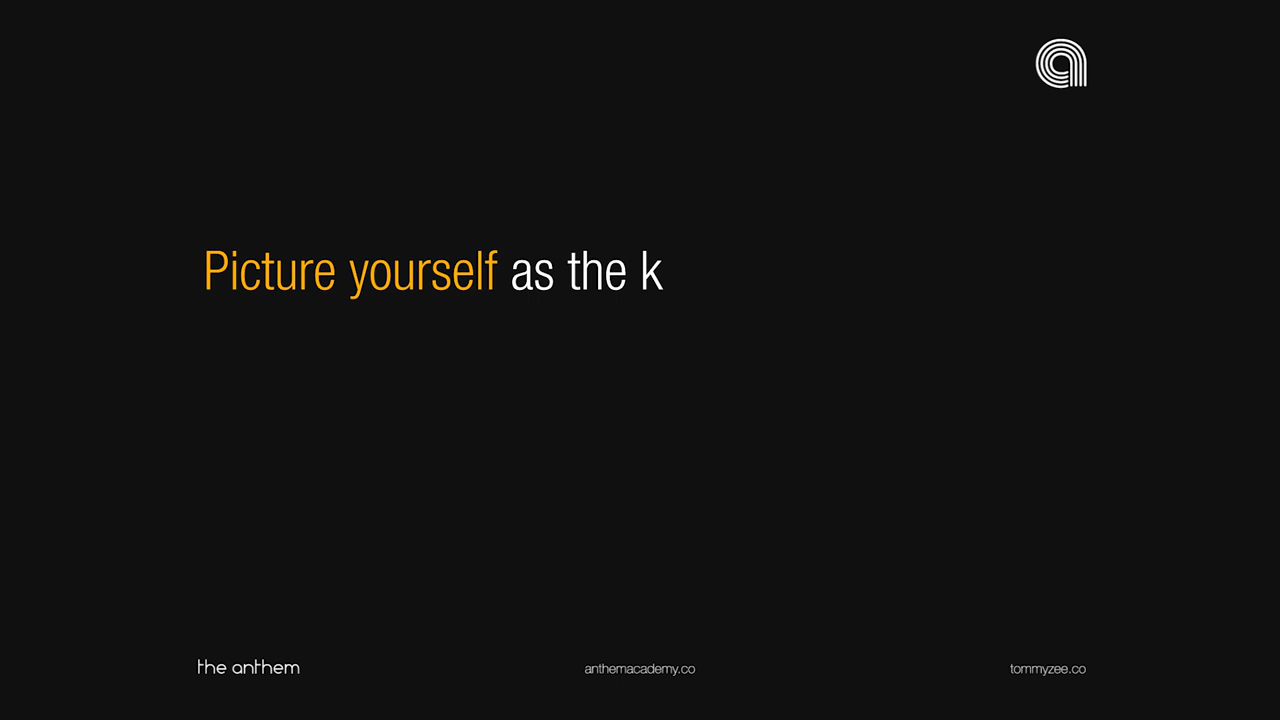 Picture yourself as the k
the anthem
anthemacademy.co
tommyzee.co